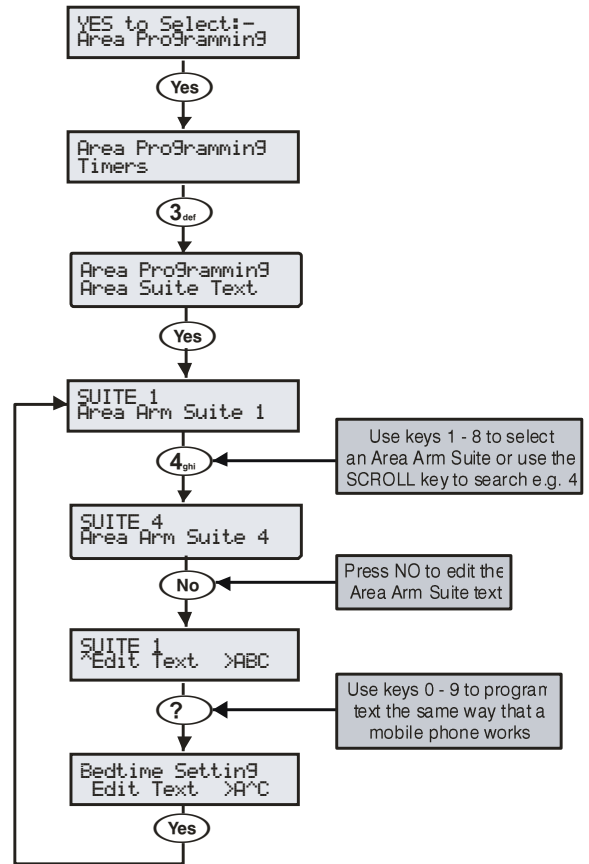 YES to Select:-
Area Programming
Yes
Area Programming
Timers
3def
Area Programming
Area Suite Text
Yes
SUITE 1
Area Arm Suite 1
Use keys 1 - 8 to select
an Area Arm Suite or use the
SCROLL key to search e.g. 4
4ghi
SUITE 4
Area Arm Suite 4
Press NO to edit the
Area Arm Suite text
No
SUITE 1
^Edit Text >ABC
Use keys 0 - 9 to program
text the same way that a
mobile phone works
?
Bedtime Setting
Edit Text >A^C
Yes